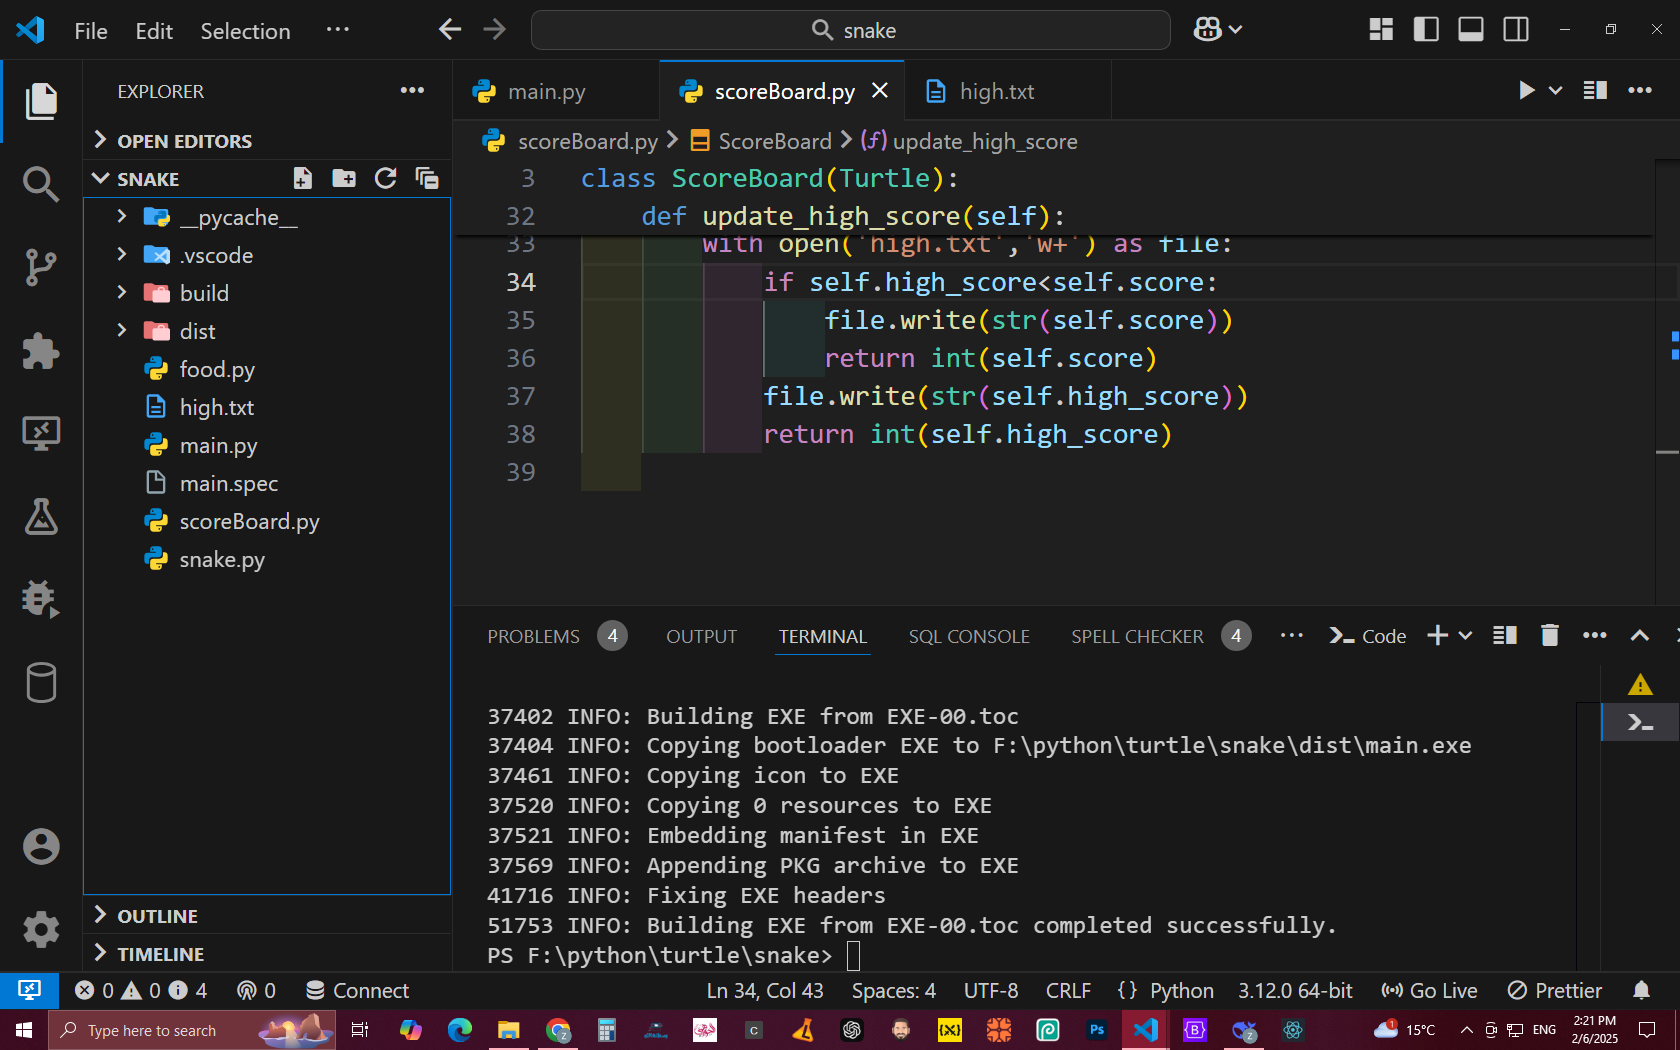 File Edit Selection ···
snake
EXPLORER
OPEN EDITORS
SNAKE
__pycache__
.vscode
build
dist
food.py
high.txt
main.py
main.spec
scoreBoard.py
snake.py
OUTLINE
TIMELINE
main.py scoreBoard.py high.txt
scoreBoard.py ScoreBoard update_high_score
3 class ScoreBoard(Turtle):
32 def update_high_score(self):
33 with open('high.txt','w+') as file:
34 if self.high_score<self.score:
35 file.write(str(self.score))
36 return int(self.score)
37 file.write(str(self.high_score))
38 return int(self.high_score)
39
PROBLEMS 4 OUTPUT TERMINAL SQL CONSOLE SPELL CHECKER 4 ··· Code
37402 INFO: Building EXE from EXE-00.toc
37404 INFO: Copying bootloader EXE to F:\python\turtle\snake\dist\main.exe
37461 INFO: Copying icon to EXE
37520 INFO: Copying 0 resources to EXE
37521 INFO: Embedding manifest in EXE
37569 INFO: Appending PKG archive to EXE
41716 INFO: Fixing EXE headers
51753 INFO: Building EXE from EXE-00.toc completed successfully.
PS F:\python\turtle\snake>
0 0 4 0 Connect Ln 34, Col 43 Spaces: 4 UTF-8 CRLF {} Python 3.12.0 64-bit Go Live Prettier
Type here to search 15°C ENG 2:21 PM
2/6/2025